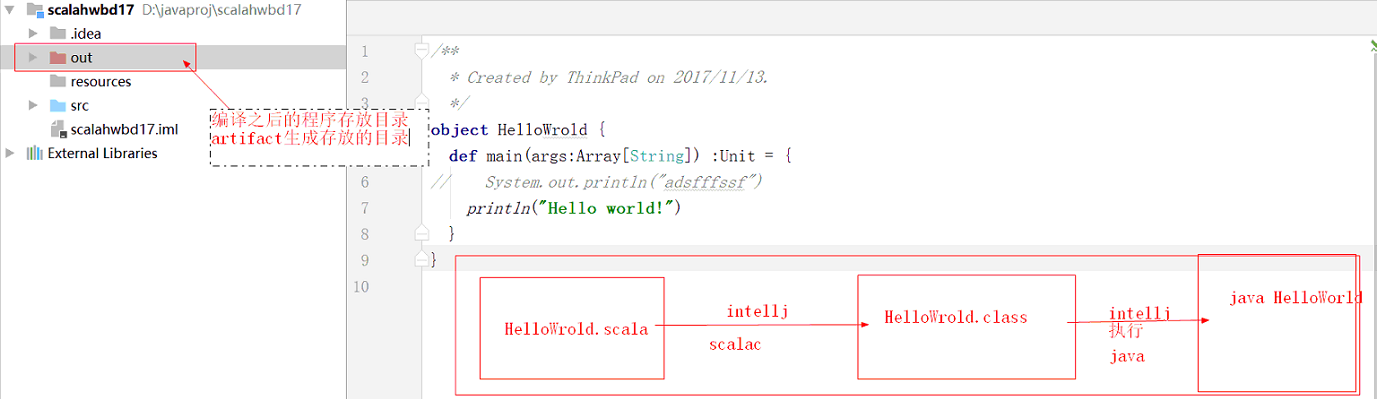 scalahwbd17 D:\javaproj\scalahwbd17
.idea
out
resources
src
scalahwbd17.iml
External Libraries
编译之后的程序存放目录
artifact生成存放的目录
1 /**
2 * Created by ThinkPad on 2017/11/13.
3 */
object HelloWrold {
def main(args:Array[String]) :Unit = {
6 // System.out.println("adsfffssf")
7 println("Hello world!")
8 }
9 }
10
HelloWrold.scala
intellj
scalac
HelloWrold.class
intellj
执行
java
java HelloWorld